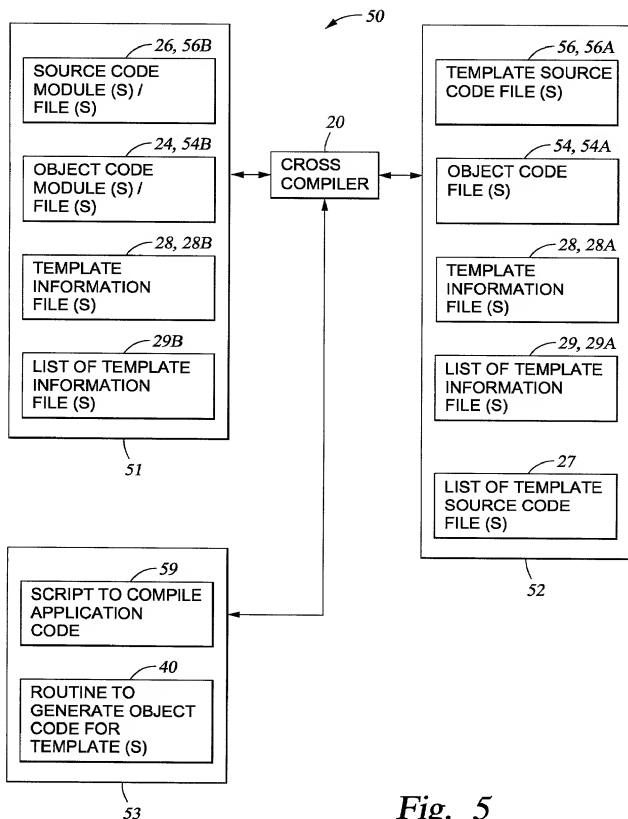 50
26, 56B
SOURCE CODE
MODULE (S) /
FILE (S)
24, 54B
OBJECT CODE
MODULE (S) /
FILE (S)
28, 28B
TEMPLATE
INFORMATION
FILE (S)
29B
LIST OF TEMPLATE
INFORMATION
FILE (S)
51
20
CROSS
COMPILER
56, 56A
TEMPLATE SOURCE
CODE FILE (S)
54, 54A
OBJECT CODE
FILE (S)
28, 28A
TEMPLATE
INFORMATION
FILE (S)
29, 29A
LIST OF TEMPLATE
INFORMATION
FILE (S)
27
LIST OF TEMPLATE
SOURCE CODE
FILE (S)
52
59
SCRIPT TO COMPILE
APPLICATION
CODE
40
ROUTINE TO
GENERATE OBJECT
CODE FOR
TEMPLATE (S)
53
Fig. 5